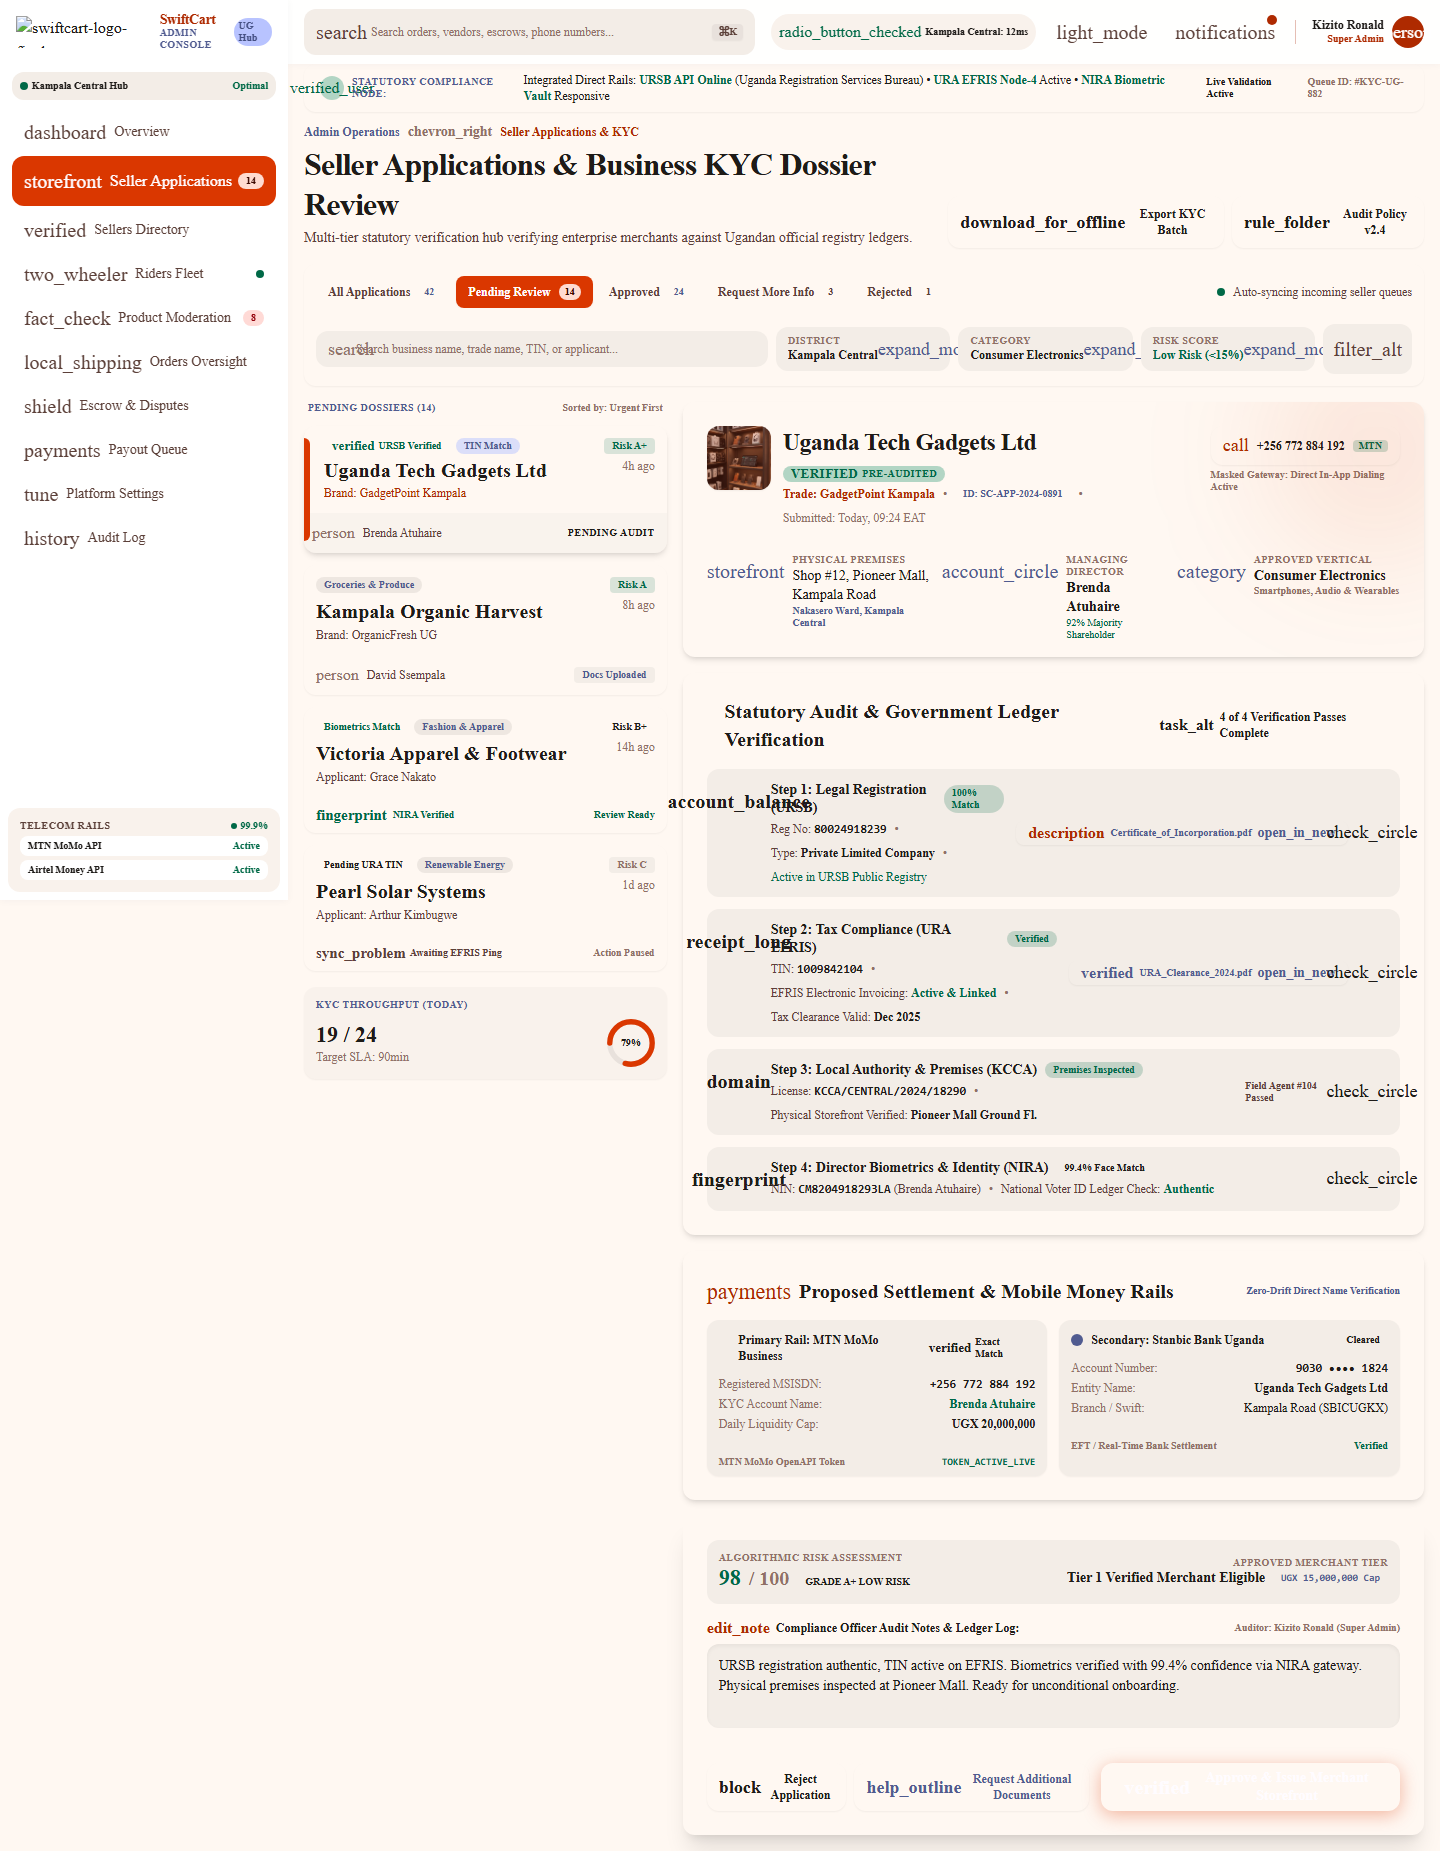 swiftcart-logo-
SwiftCart
ADMIN
CONSOLE
UG
Hub
Kampala Central Hub
Optimal
dashboard Overview
storefront Seller Applications 14
verified Sellers Directory
two_wheeler Riders Fleet
fact_check Product Moderation 8
local_shipping Orders Oversight
shield Escrow & Disputes
payments Payout Queue
tune Platform Settings
history Audit Log
TELECOM RAILS
99.9%
MTN MoMo API Active
Airtel Money API Active
search Search orders, vendors, escrows, phone numbers... ⌘K
radio_button_checked Kampala Central: 12ms
light_mode
notifications
Kizito Ronald
Super Admin
verified_user
STATUTORY COMPLIANCE
NODE:
Integrated Direct Rails: URSB API Online (Uganda Registration Services Bureau) • URA EFRIS Node-4 Active • NIRA Biometric
Vault Responsive
Live Validation
Active
Queue ID: #KYC-UG-
882
Admin Operations chevron_right Seller Applications & KYC
Seller Applications & Business KYC Dossier
Review
Multi-tier statutory verification hub verifying enterprise merchants against Ugandan official registry ledgers.
download_for_offline Export KYC
Batch
rule_folder Audit Policy
v2.4
All Applications 42
Pending Review 14
Approved 24
Request More Info 3
Rejected 1
Auto-syncing incoming seller queues
search Search business name, trade name, TIN, or applicant...
DISTRICT
Kampala Central expand_mo
CATEGORY
Consumer Electronics expand_
RISK SCORE
Low Risk (<15%) expand_mo
filter_alt
PENDING DOSSIERS (14)
Sorted by: Urgent First
verified URSB Verified TIN Match Risk A+
Uganda Tech Gadgets Ltd 4h ago
Brand: GadgetPoint Kampala
person Brenda Atuhaire PENDING AUDIT
Groceries & Produce Risk A
Kampala Organic Harvest 8h ago
Brand: OrganicFresh UG
person David Ssempala Docs Uploaded
Biometrics Match Fashion & Apparel Risk B+
Victoria Apparel & Footwear 14h ago
Applicant: Grace Nakato
fingerprint NIRA Verified Review Ready
Pending URA TIN Renewable Energy Risk C
Pearl Solar Systems 1d ago
Applicant: Arthur Kimbugwe
sync_problem Awaiting EFRIS Ping Action Paused
KYC THROUGHPUT (TODAY)
19 / 24
Target SLA: 90min
79%
Uganda Tech Gadgets Ltd
VERIFIED PRE-AUDITED
Trade: GadgetPoint Kampala • ID: SC-APP-2024-0891 •
Submitted: Today, 09:24 EAT
call +256 772 884 192 MTN
Masked Gateway: Direct In-App Dialing
Active
storefront
PHYSICAL PREMISES
Shop #12, Pioneer Mall,
Kampala Road
Nakasero Ward, Kampala
Central
account_circle
MANAGING
DIRECTOR
Brenda
Atuhaire
92% Majority
Shareholder
category
APPROVED VERTICAL
Consumer Electronics
Smartphones, Audio & Wearables
Statutory Audit & Government Ledger
Verification
task_alt 4 of 4 Verification Passes
Complete
account_balance
Step 1: Legal Registration
(URSB)
100%
Match
Reg No: 80024918239 •
Type: Private Limited Company •
Active in URSB Public Registry
description Certificate_of_Incorporation.pdf open_in_new
check_circle
receipt_long
Step 2: Tax Compliance (URA
EFRIS)
Verified
TIN: 1009842104 •
EFRIS Electronic Invoicing: Active & Linked •
Tax Clearance Valid: Dec 2025
verified URA_Clearance_2024.pdf open_in_new
check_circle
domain
Step 3: Local Authority & Premises (KCCA) Premises Inspected
License: KCCA/CENTRAL/2024/18290 •
Physical Storefront Verified: Pioneer Mall Ground Fl.
Field Agent #104
Passed
check_circle
fingerprint
Step 4: Director Biometrics & Identity (NIRA) 99.4% Face Match
NIN: CM8204918293LA (Brenda Atuhaire) • National Voter ID Ledger Check: Authentic
check_circle
payments Proposed Settlement & Mobile Money Rails
Zero-Drift Direct Name Verification
Primary Rail: MTN MoMo
Business
verified Exact
Match
Registered MSISDN: +256 772 884 192
KYC Account Name: Brenda Atuhaire
Daily Liquidity Cap: UGX 20,000,000
MTN MoMo OpenAPI Token TOKEN_ACTIVE_LIVE
Secondary: Stanbic Bank Uganda Cleared
Account Number: 9030 •••• 1824
Entity Name: Uganda Tech Gadgets Ltd
Branch / Swift: Kampala Road (SBICUGKX)
EFT / Real-Time Bank Settlement Verified
ALGORITHMIC RISK ASSESSMENT
98 / 100 GRADE A+ LOW RISK
APPROVED MERCHANT TIER
Tier 1 Verified Merchant Eligible UGX 15,000,000 Cap
edit_note Compliance Officer Audit Notes & Ledger Log:
Auditor: Kizito Ronald (Super Admin)
URSB registration authentic, TIN active on EFRIS. Biometrics verified with 99.4% confidence via NIRA gateway.
Physical premises inspected at Pioneer Mall. Ready for unconditional onboarding.
block Reject
Application
help_outline Request Additional
Documents
verified Approve & Issue Merchant
Storefront